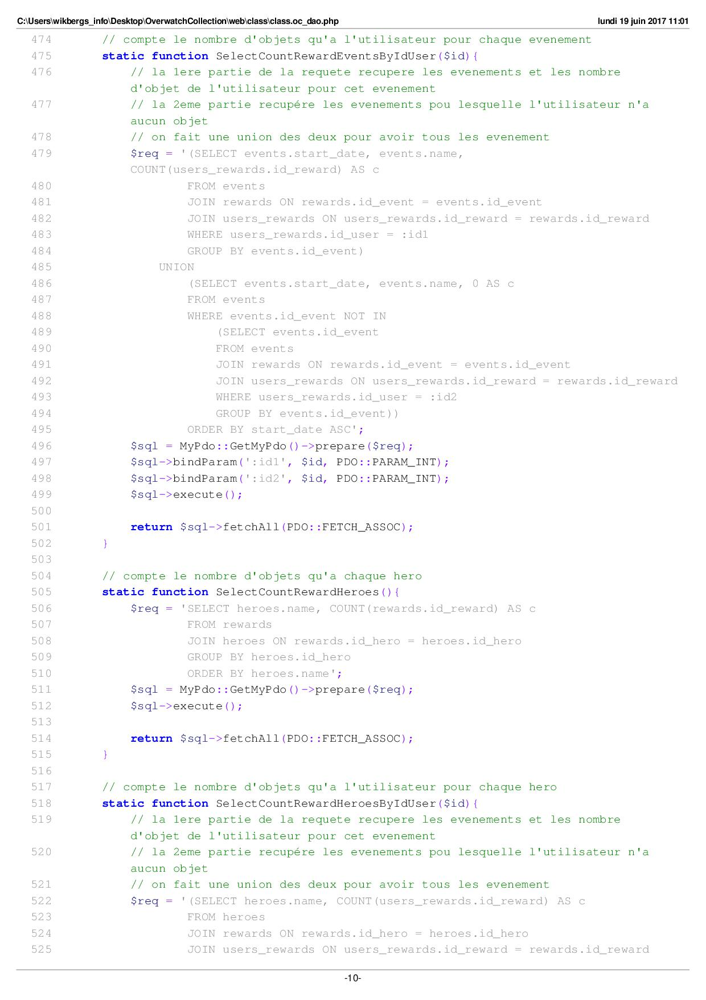 C:\Users\wikbergs_info\Desktop\OverwatchCollection\web\class\class.oc_dao.php lundi 19 juin 2017 11:01
474 // compte le nombre d'objets qu'a l'utilisateur pour chaque evenement
475 static function SelectCountRewardEventsByIdUser($id){
476 // la 1ere partie de la requete recupere les evenements et les nombre
d'objet de l'utilisateur pour cet evenement
477 // la 2eme partie recupére les evenements pou lesquelle l'utilisateur n'a
aucun objet
478 // on fait une union des deux pour avoir tous les evenement
479 $req = '(SELECT events.start_date, events.name,
COUNT(users_rewards.id_reward) AS c
480 FROM events
481 JOIN rewards ON rewards.id_event = events.id_event
482 JOIN users_rewards ON users_rewards.id_reward = rewards.id_reward
483 WHERE users_rewards.id_user = :id1
484 GROUP BY events.id_event)
485 UNION
486 (SELECT events.start_date, events.name, 0 AS c
487 FROM events
488 WHERE events.id_event NOT IN
489 (SELECT events.id_event
490 FROM events
491 JOIN rewards ON rewards.id_event = events.id_event
492 JOIN users_rewards ON users_rewards.id_reward = rewards.id_reward
493 WHERE users_rewards.id_user = :id2
494 GROUP BY events.id_event))
495 ORDER BY start_date ASC';
496 $sql = MyPdo::GetMyPdo()->prepare($req);
497 $sql->bindParam(':id1', $id, PDO::PARAM_INT);
498 $sql->bindParam(':id2', $id, PDO::PARAM_INT);
499 $sql->execute();
500
501 return $sql->fetchAll(PDO::FETCH_ASSOC);
502 }
503
504 // compte le nombre d'objets qu'a chaque hero
505 static function SelectCountRewardHeroes(){
506 $req = 'SELECT heroes.name, COUNT(rewards.id_reward) AS c
507 FROM rewards
508 JOIN heroes ON rewards.id_hero = heroes.id_hero
509 GROUP BY heroes.id_hero
510 ORDER BY heroes.name';
511 $sql = MyPdo::GetMyPdo()->prepare($req);
512 $sql->execute();
513
514 return $sql->fetchAll(PDO::FETCH_ASSOC);
515 }
516
517 // compte le nombre d'objets qu'a l'utilisateur pour chaque hero
518 static function SelectCountRewardHeroesByIdUser($id){
519 // la 1ere partie de la requete recupere les evenements et les nombre
d'objet de l'utilisateur pour cet evenement
520 // la 2eme partie recupére les evenements pou lesquelle l'utilisateur n'a
aucun objet
521 // on fait une union des deux pour avoir tous les evenement
522 $req = '(SELECT heroes.name, COUNT(users_rewards.id_reward) AS c
523 FROM heroes
524 JOIN rewards ON rewards.id_hero = heroes.id_hero
525 JOIN users_rewards ON users_rewards.id_reward = rewards.id_reward
-10-